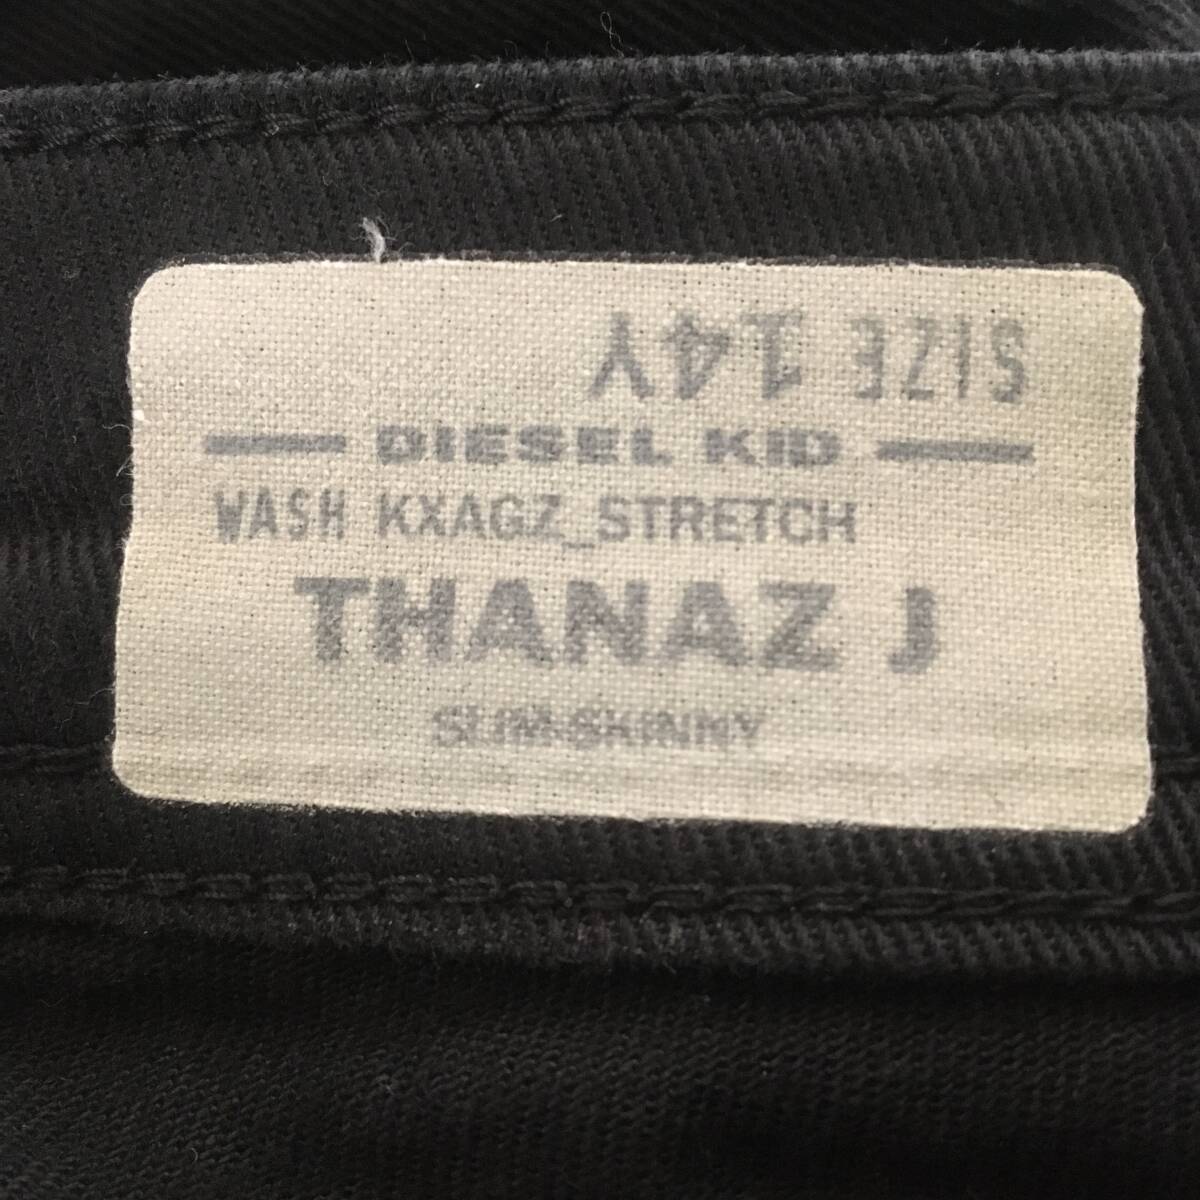 SIZE 14Y
DIESEL KID
WASH KXAGZ_STRETCH
THANAZ J
SLIM-SKINNY